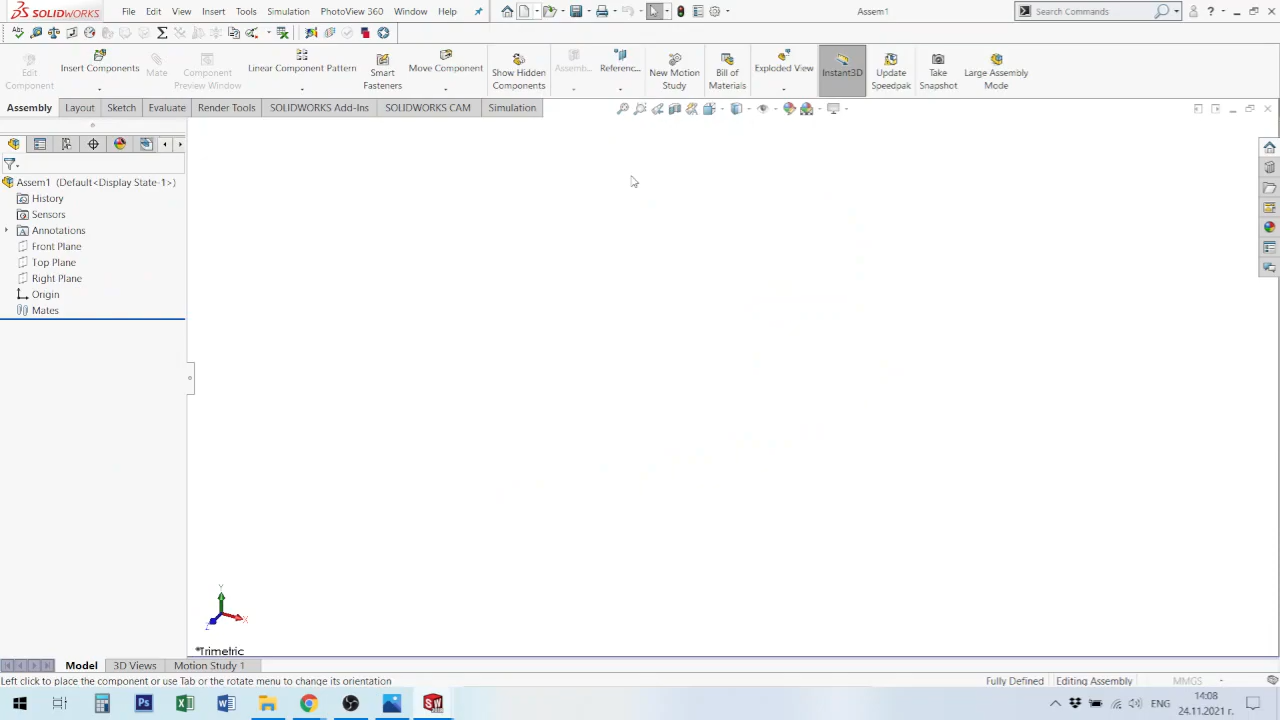 SOLIDWORKS File Edit View Insert Tools Simulation PhotoView 360 Window Help Assem1 Search Commands
Edit Component
Insert Components
Mate
Component Preview Window
Linear Component Pattern
Smart Fasteners
Move Component
Show Hidden Components
Assemb...
Referenc...
New Motion Study
Bill of Materials
Exploded View
Instant3D
Update Speedpak
Take Snapshot
Large Assembly Mode
Assembly Layout Sketch Evaluate Render Tools SOLIDWORKS Add-Ins SOLIDWORKS CAM Simulation
Assem1 (Default<Display State-1>)
History
Sensors
Annotations
Front Plane
Top Plane
Right Plane
Origin
Mates
Y
X
Z
*Trimetric
Model 3D Views Motion Study 1
Left click to place the component or use Tab or the rotate menu to change its orientation Fully Defined Editing Assembly MMGS
ЕНГ 14:08
24.11.2021 г.